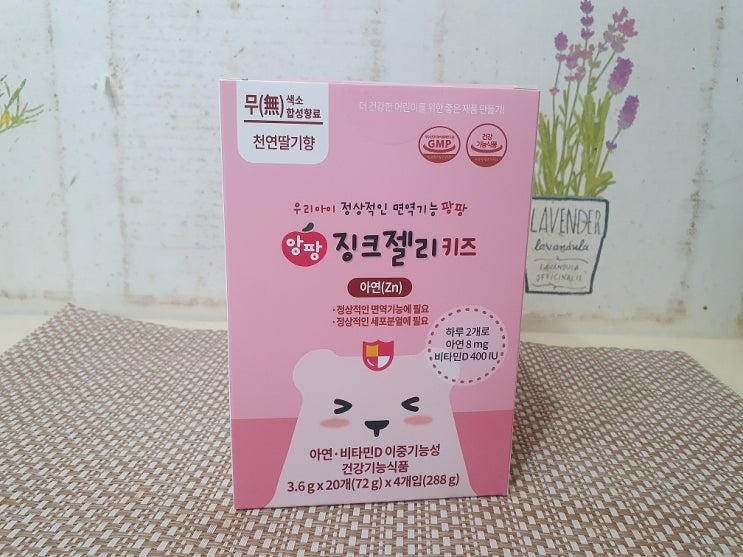 무(無) 색소
합성향료
천연딸기향
더 건강한 어린이를 위한 좋은 제품 만들기!
GMP
건강
기능식품
우리아이 정상적인 면역기능 팡팡
앙팡 징크젤리 키즈
아연(Zn)
· 정상적인 면역기능에 필요
· 정상적인 세포분열에 필요
하루 2개로
아연 8 mg
비타민D 400 IU
아연 · 비타민D 이중기능성
건강기능식품
3.6 g x 20개(72 g) x 4개입(288 g)
LAVENDER
lavandula
LAVANDULA
OFFICINALIS